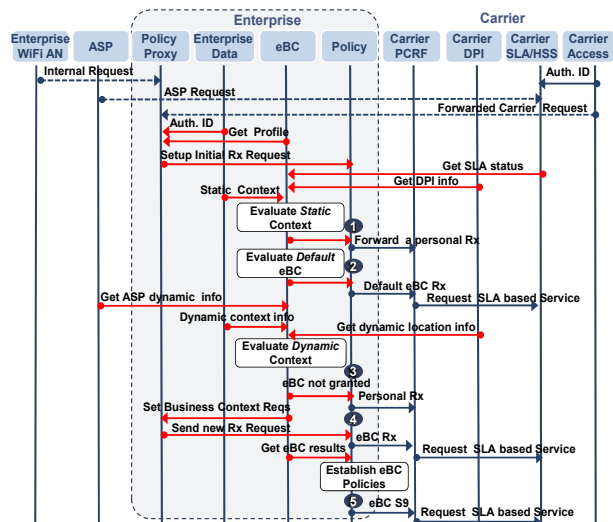 Enterprise
Carrier
Enterprise
WiFi AN
ASP
Policy
Proxy
Enterprise
Data
eBC
Policy
Carrier
PCRF
Carrier
DPI
Carrier
SLA/HSS
Carrier
Access
Internal Request
Auth. ID
ASP Request
Forwarded Carrier Request
Auth. ID
Get Profile
Setup Initial Rx Request
Get SLA status
Get DPI info
Static Context
Evaluate Static
Context
1
Forward a personal Rx
Evaluate Default
eBC
2
Default eBC Rx
Get ASP dynamic info
Request SLA based Service
Dynamic context info
Get dynamic location info
Evaluate Dynamic
Context
3
eBC not granted
Personal Rx
Set Business Context Reqs
4
Send new Rx Request
eBC Rx
Get eBC results
Request SLA based Service
Establish eBC
Policies
5
eBC S9
Request SLA based Service